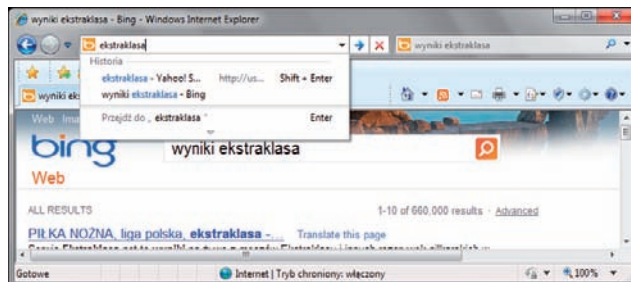 wyniki ekstraklasa - Bing - Windows Internet Explorer
ekstraklasa
wyniki ekstraklasa
Historia
ekstraklasa - Yahoo! S... http://us... Shift + Enter
wyniki ekstraklasa - Bing
Przejdź do „ ekstraklasa " Enter
wyniki eks
Web Ima
bing
wyniki ekstraklasa
Web
ALL RESULTS 1-10 of 660,000 results · Advanced
PIŁKA NOŻNA, liga polska, ekstraklasa -... Translate this page
Gotowe Internet | Tryb chroniony: włączony 100%